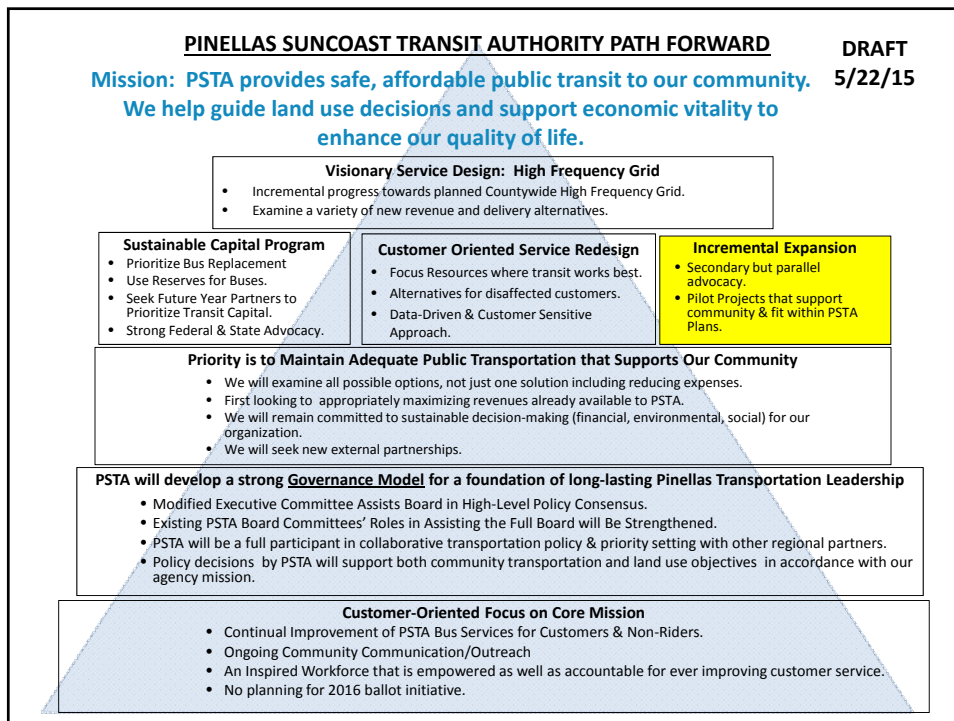 PINELLAS SUNCOAST TRANSIT AUTHORITY PATH FORWARD
DRAFT
5/22/15
Mission: PSTA provides safe, affordable public transit to our community.
We help guide land use decisions and support economic vitality to
enhance our quality of life.
Visionary Service Design: High Frequency Grid
• Incremental progress towards planned Countywide High Frequency Grid.
• Examine a variety of new revenue and delivery alternatives.
Sustainable Capital Program
• Prioritize Bus Replacement
• Use Reserves for Buses.
• Seek Future Year Partners to
Prioritize Transit Capital.
• Strong Federal & State Advocacy.
Customer Oriented Service Redesign
• Focus Resources where transit works best.
• Alternatives for disaffected customers.
• Data-Driven & Customer Sensitive
Approach.
Incremental Expansion
• Secondary but parallel
advocacy.
• Pilot Projects that support
community & fit within PSTA
Plans.
Priority is to Maintain Adequate Public Transportation that Supports Our Community
• We will examine all possible options, not just one solution including reducing expenses.
• First looking to appropriately maximizing revenues already available to PSTA.
• We will remain committed to sustainable decision-making (financial, environmental, social) for our
organization.
• We will seek new external partnerships.
PSTA will develop a strong Governance Model for a foundation of long-lasting Pinellas Transportation Leadership
• Modified Executive Committee Assists Board in High-Level Policy Consensus.
• Existing PSTA Board Committees' Roles in Assisting the Full Board will Be Strengthened.
• PSTA will be a full participant in collaborative transportation policy & priority setting with other regional partners.
• Policy decisions by PSTA will support both community transportation and land use objectives in accordance with our
agency mission.
Customer-Oriented Focus on Core Mission
• Continual Improvement of PSTA Bus Services for Customers & Non-Riders.
• Ongoing Community Communication/Outreach
• An Inspired Workforce that is empowered as well as accountable for ever improving customer service.
• No planning for 2016 ballot initiative.